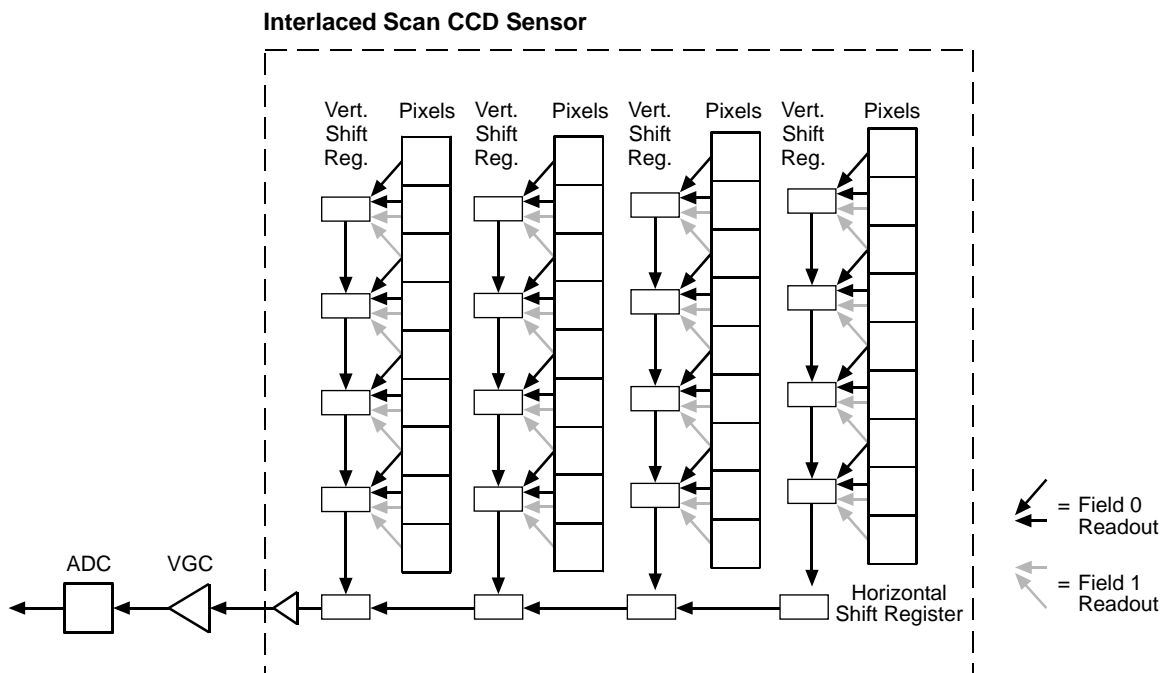 Interlaced Scan CCD Sensor
Vert.
Shift
Reg.
Pixels
Vert.
Shift
Reg.
Pixels
Vert.
Shift
Reg.
Pixels
Vert.
Shift
Reg.
Pixels
ADC
VGC
Horizontal
Shift Register
= Field 0
Readout
= Field 1
Readout